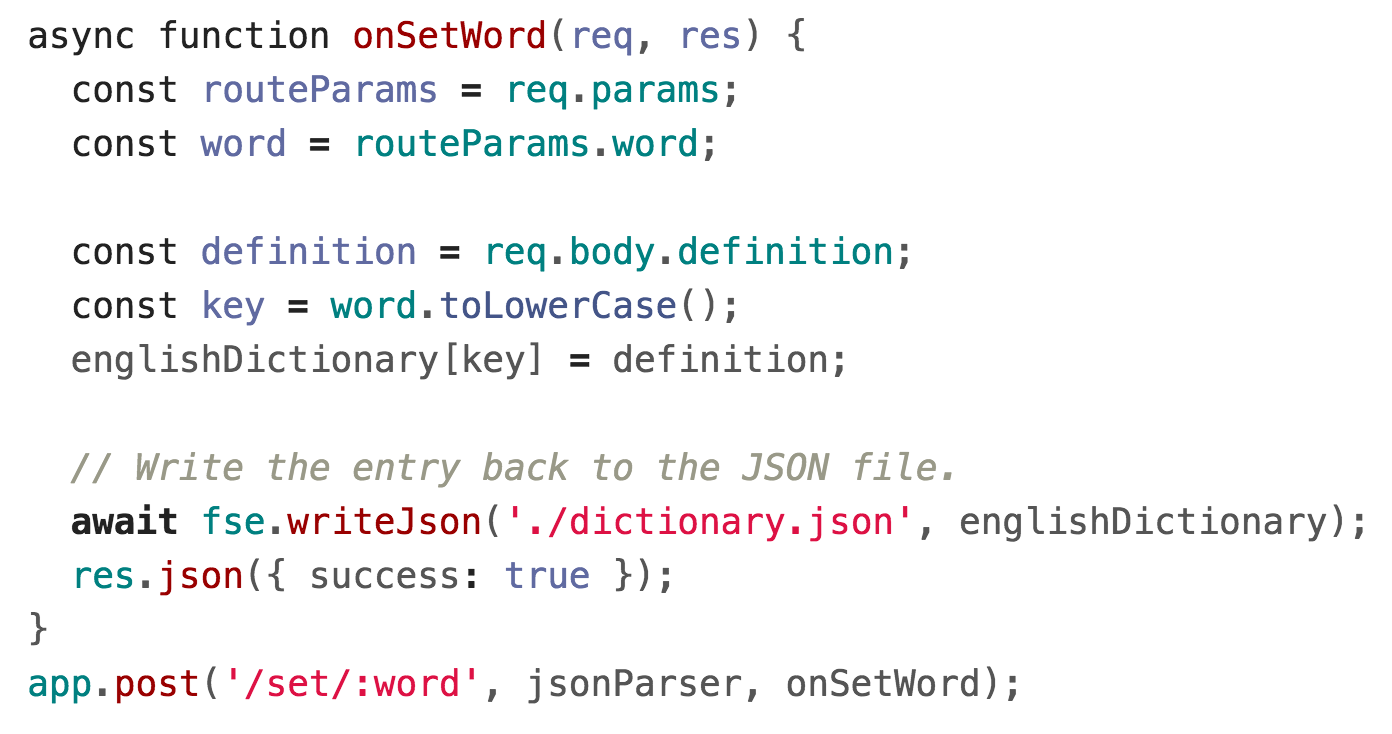 async function onSetWord(req, res) {
  const routeParams = req.params;
  const word = routeParams.word;

  const definition = req.body.definition;
  const key = word.toLowerCase();
  englishDictionary[key] = definition;

  // Write the entry back to the JSON file.
  await fse.writeJson('./dictionary.json', englishDictionary);
  res.json({ success: true });
}
app.post('/set/:word', jsonParser, onSetWord);